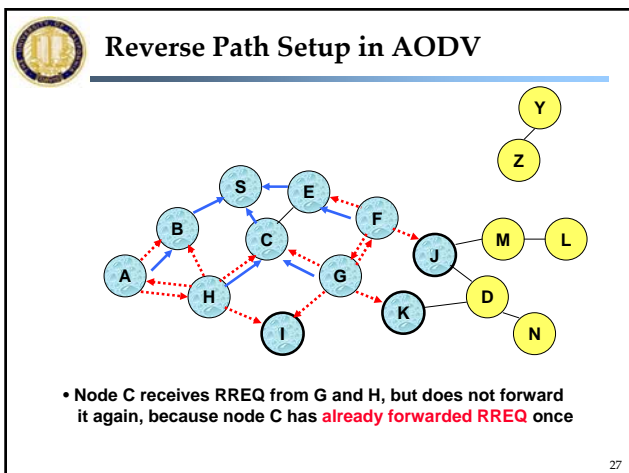 Reverse Path Setup in AODV
Y
Z
S
E
B
F
C
M
L
J
A
G
H
D
K
I
N
• Node C receives RREQ from G and H, but does not forward
it again, because node C has already forwarded RREQ once
27